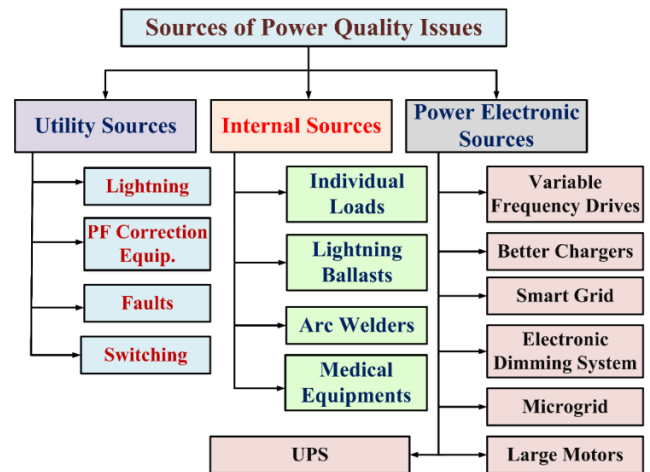 Sources of Power Quality Issues
Utility Sources
Lightning
PF Correction
Equip.
Faults
Switching
Internal Sources
Individual
Loads
Lightning
Ballasts
Arc Welders
Medical
Equipments
Power Electronic
Sources
Variable
Frequency Drives
Better Chargers
Smart Grid
Electronic
Dimming System
Microgrid
Large Motors
UPS